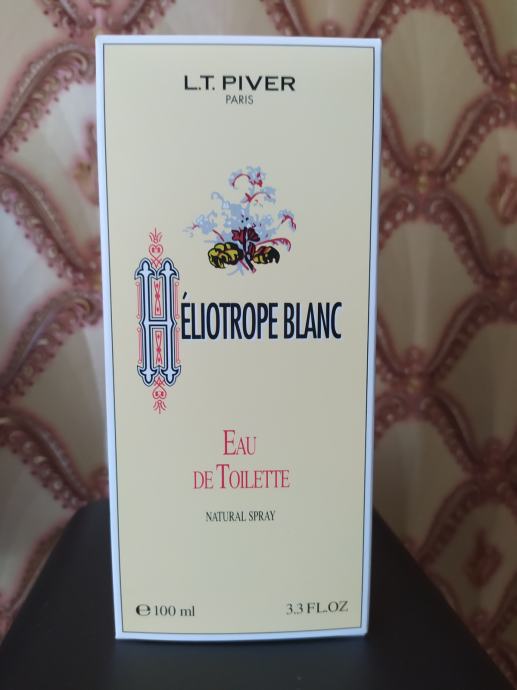 L.T. PIVER
PARIS
HÉLIOTROPE BLANC
EAU
DE TOILETTE
NATURAL SPRAY
℮ 100 ml 3.3 FL.OZ